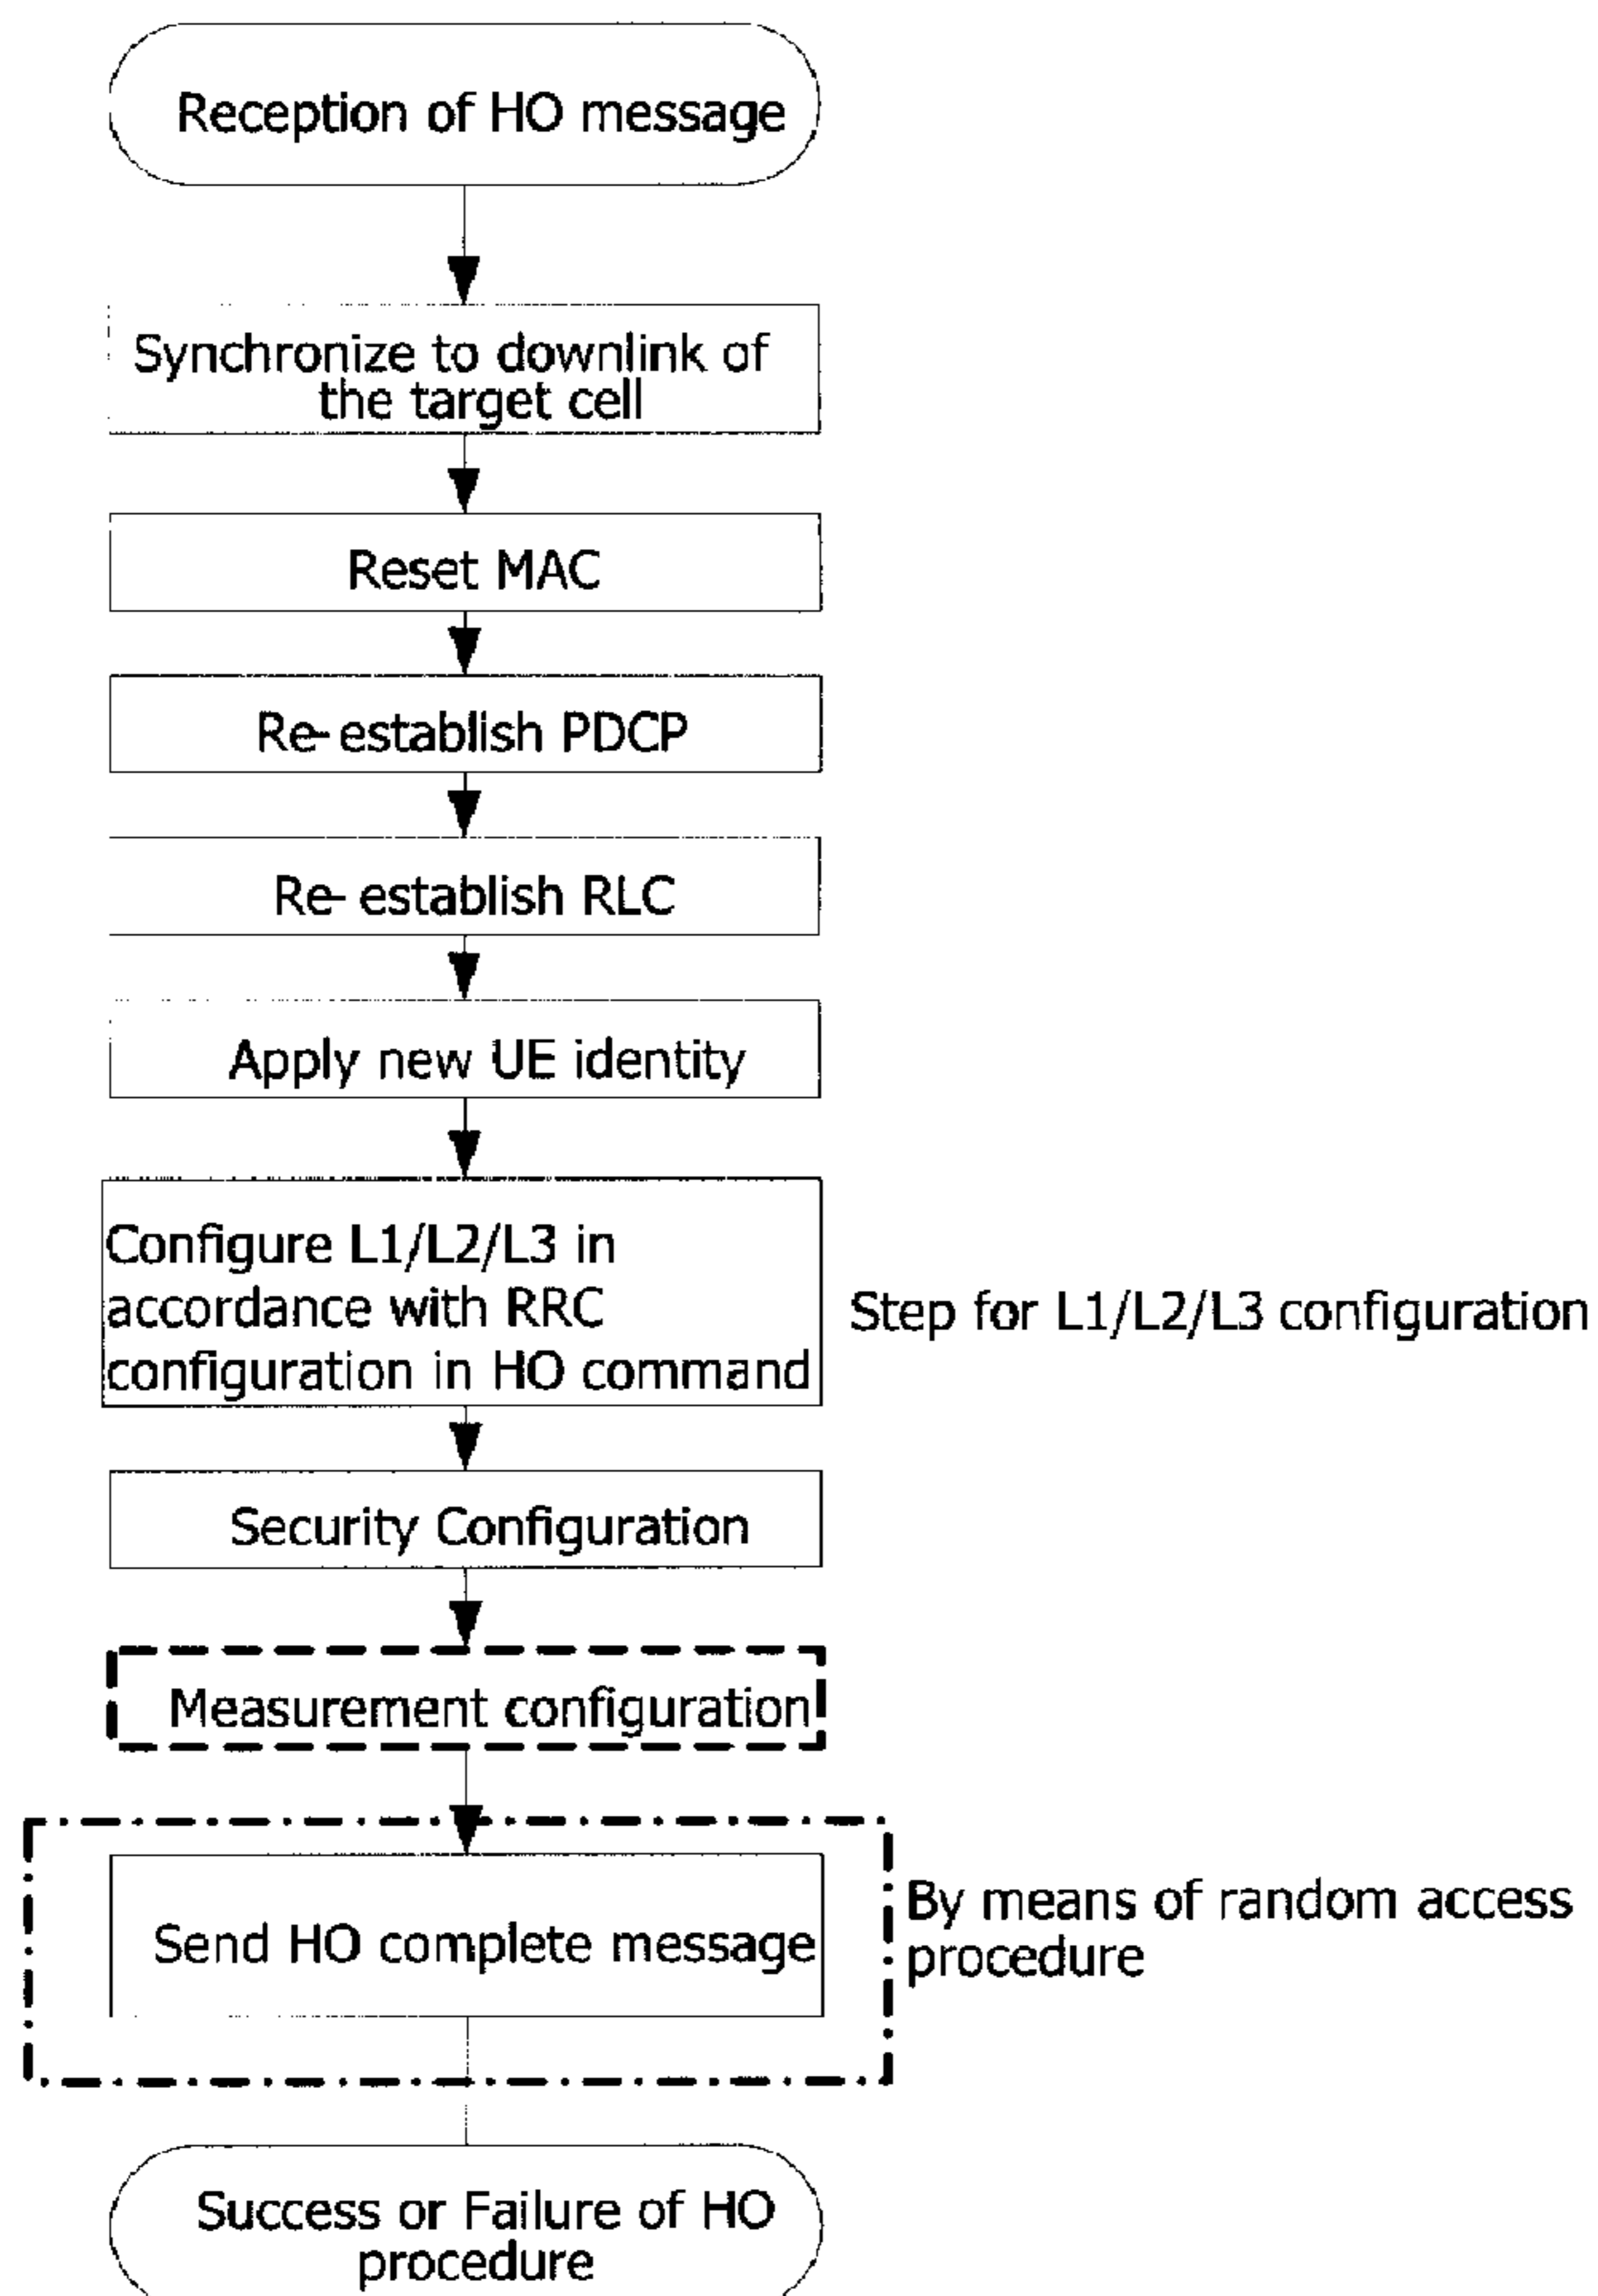 Reception of HO message
Synchronize to downlink of
the target cell
Reset MAC
Re-establish PDCP
Re-establish RLC
Apply new UE identity
Configure L1/L2/L3 in
accordance with RRC
configuration in HO command
Step for L1/L2/L3 configuration
Security Configuration
Measurement configuration
Send HO complete message
By means of random access
procedure
Success or Failure of HO
procedure